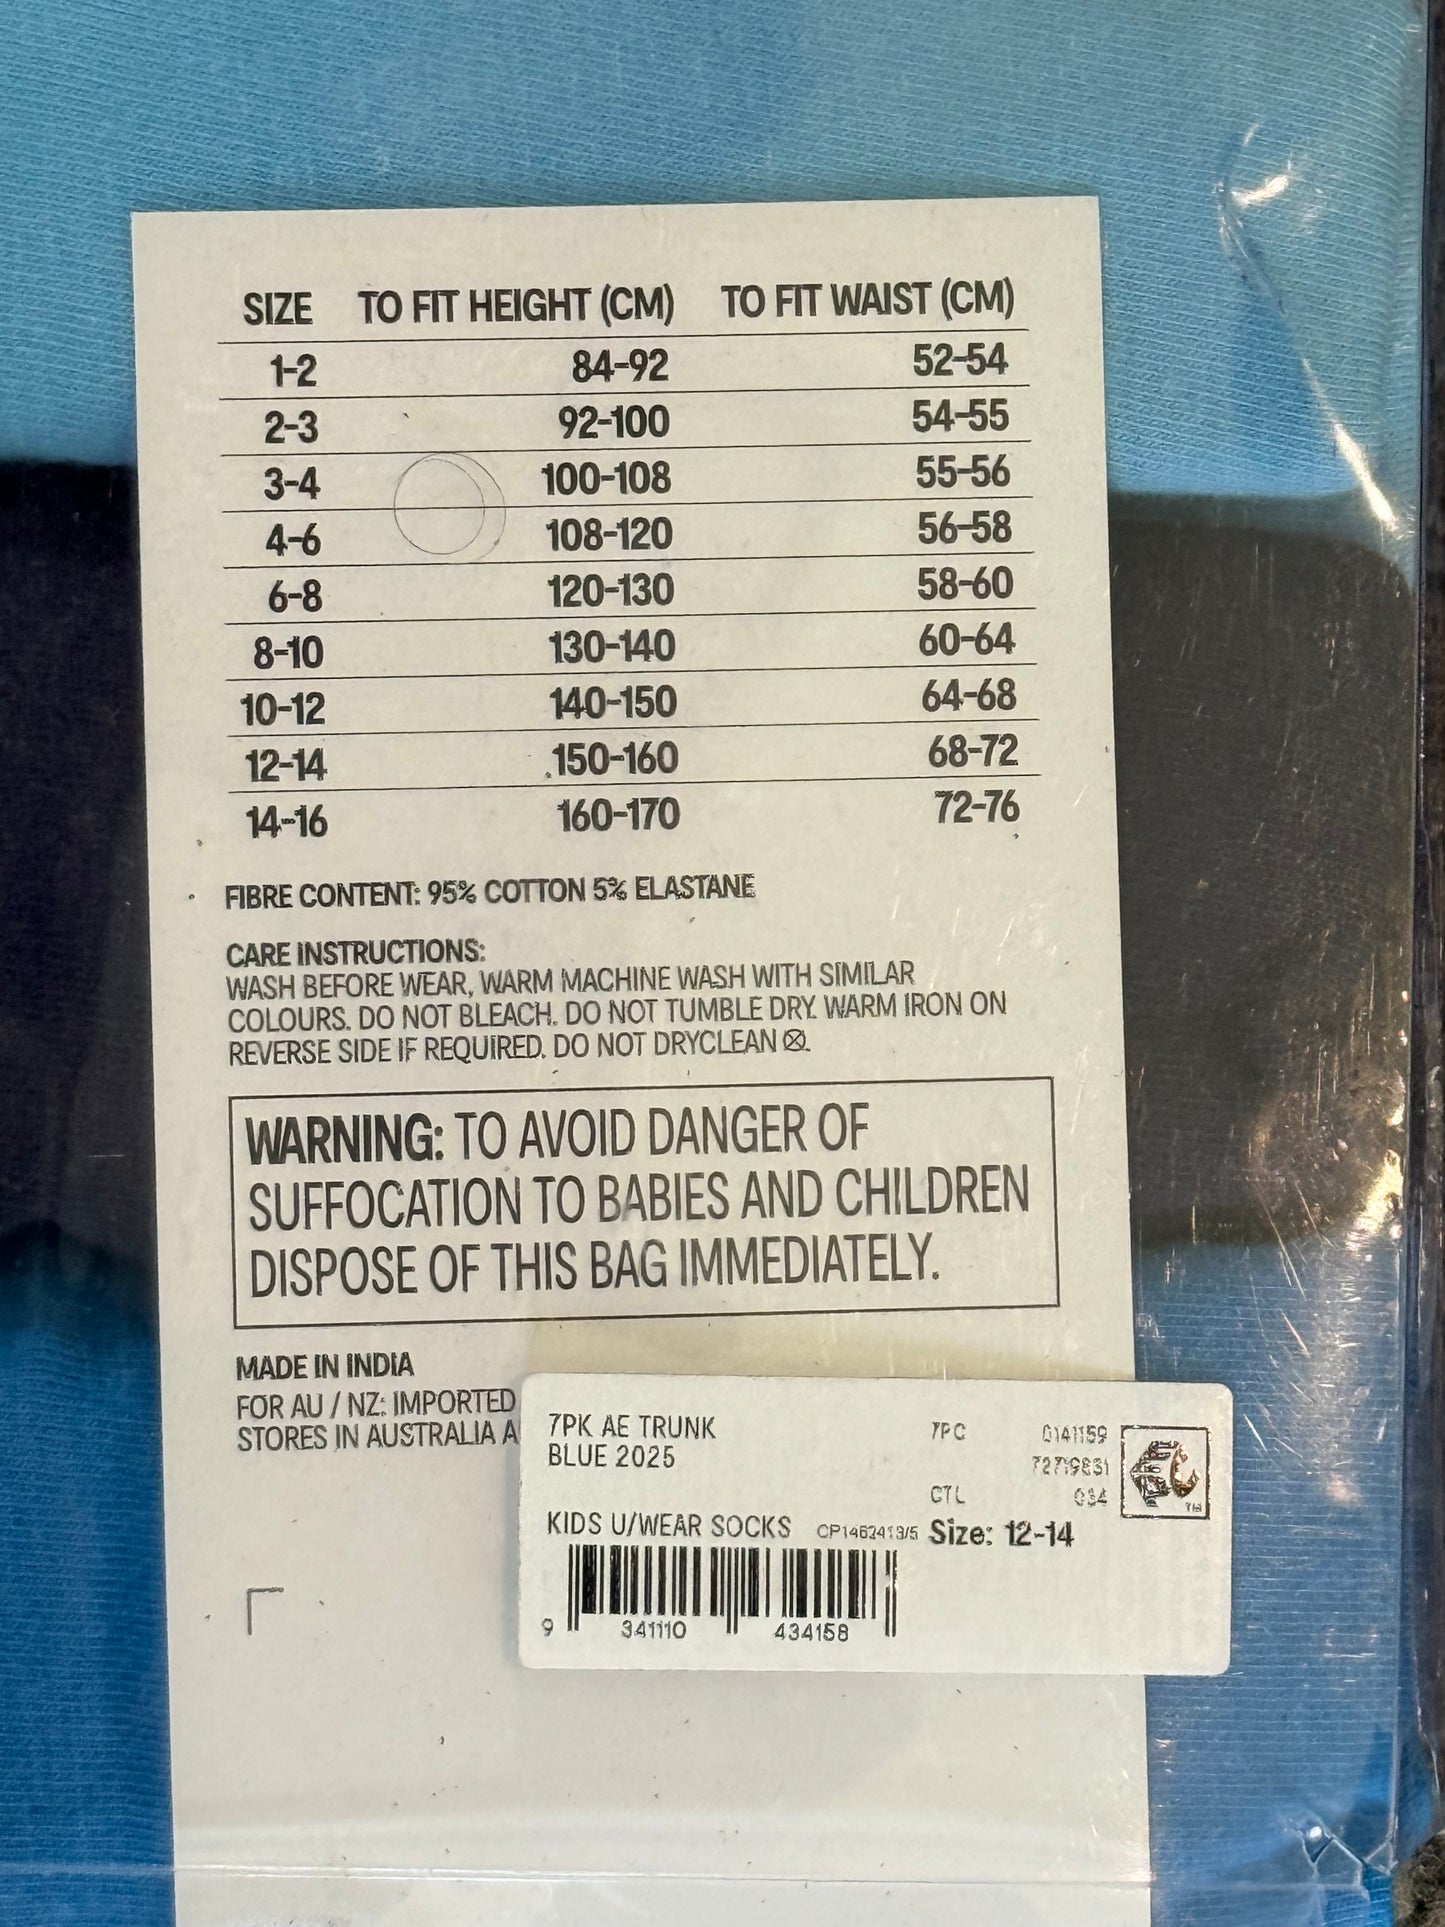 SIZE TO FIT HEIGHT (CM) TO FIT WAIST (CM)
1-2 84-92 52-54
2-3 92-100 54-55
3-4 100-108 55-56
4-6 108-120 56-58
6-8 120-130 58-60
8-10 130-140 60-64
10-12 140-150 64-68
12-14 150-160 68-72
14-16 160-170 72-76
FIBRE CONTENT: 95% COTTON 5% ELASTANE
CARE INSTRUCTIONS:
WASH BEFORE WEAR, WARM MACHINE WASH WITH SIMILAR
COLOURS. DO NOT BLEACH. DO NOT TUMBLE DRY. WARM IRON ON
REVERSE SIDE IF REQUIRED. DO NOT DRYCLEAN
WARNING: TO AVOID DANGER OF
SUFFOCATION TO BABIES AND CHILDREN
DISPOSE OF THIS BAG IMMEDIATELY.
MADE IN INDIA
FOR AU / NZ: IMPORTED
STORES IN AUSTRALIA A
7PK AE TRUNK 7PC 0141159
BLUE 2025 72719831
CTL 034
KIDS U/WEAR SOCKS Size: 12-14
9 341110 434158